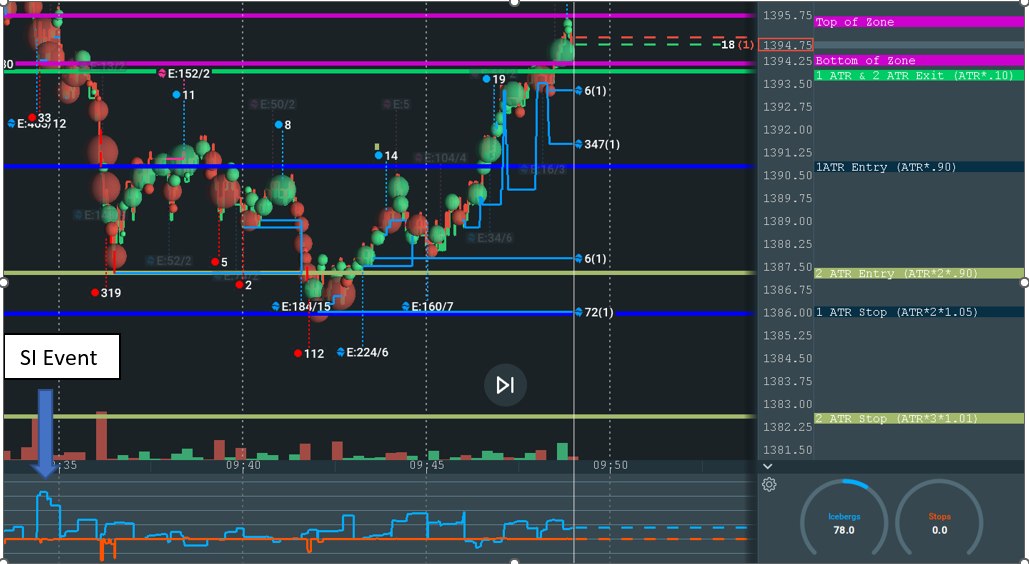 1395.75
Top of Zone
18 (1)
1394.75
30
1394.25
Bottom of Zone
E:13/2
E:152/2
1 ATR & 2 ATR Exit (ATR*.10)
19
1393.50
11
6(1)
1392.75
E:50/2
E:5
33
E:463/12
8
1392.00
347(1)
14
E:104/4
1391.25
1ATR Entry (ATR*.90)
E:16/3
1390.50
1389.75
1389.00
E:34/6
1388.25
5
E:52/2
6(1)
1387.50
2 ATR Entry (ATR*2*.90)
2
319
1386.75
E:184/15
E:160/7
72(1)
1386.00
1 ATR Stop (ATR*2*1.05)
1385.25
SI Event
112
E:224/6
1384.50
1383.75
1383.00
2 ATR Stop (ATR*3*1.01)
1382.25
1381.50
:35
09:40
09:45
09:50
Icebergs
78.0
Stops
0.0